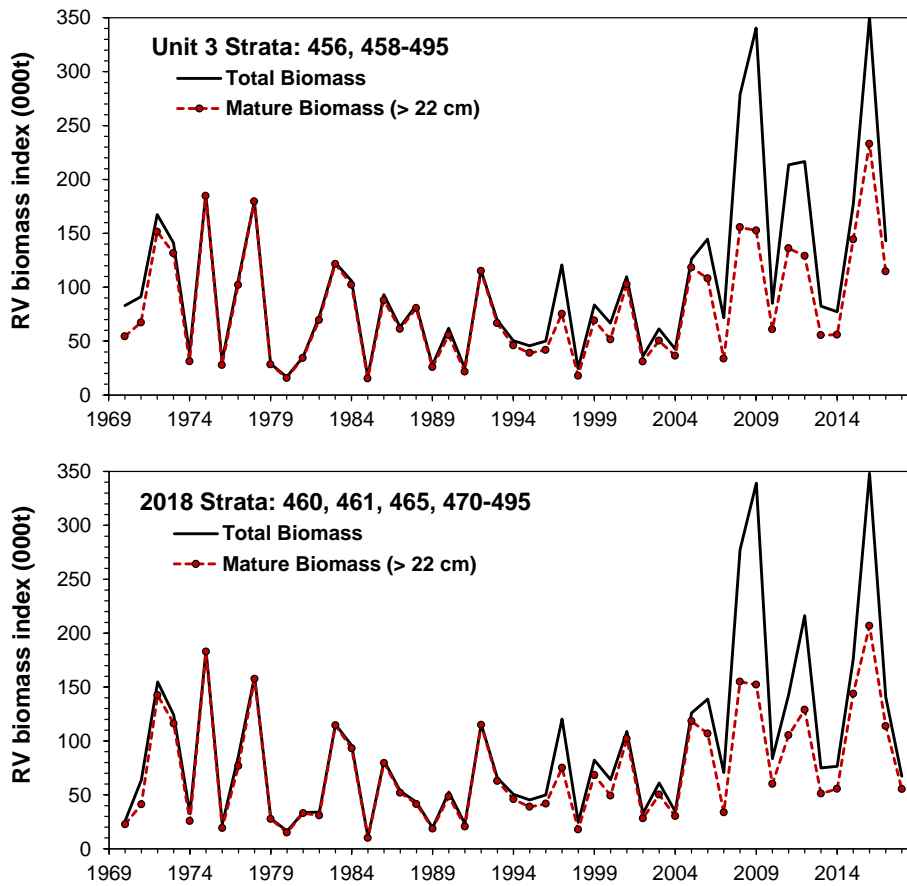 350
300
250
200
150
100
50
0
RV biomass index (000t)
Unit 3 Strata: 456, 458-495
Total Biomass
Mature Biomass (> 22 cm)
1969 1974 1979 1984 1989 1994 1999 2004 2009 2014
350
300
250
200
150
100
50
0
RV biomass index (000t)
2018 Strata: 460, 461, 465, 470-495
Total Biomass
Mature Biomass (> 22 cm)
1969 1974 1979 1984 1989 1994 1999 2004 2009 2014